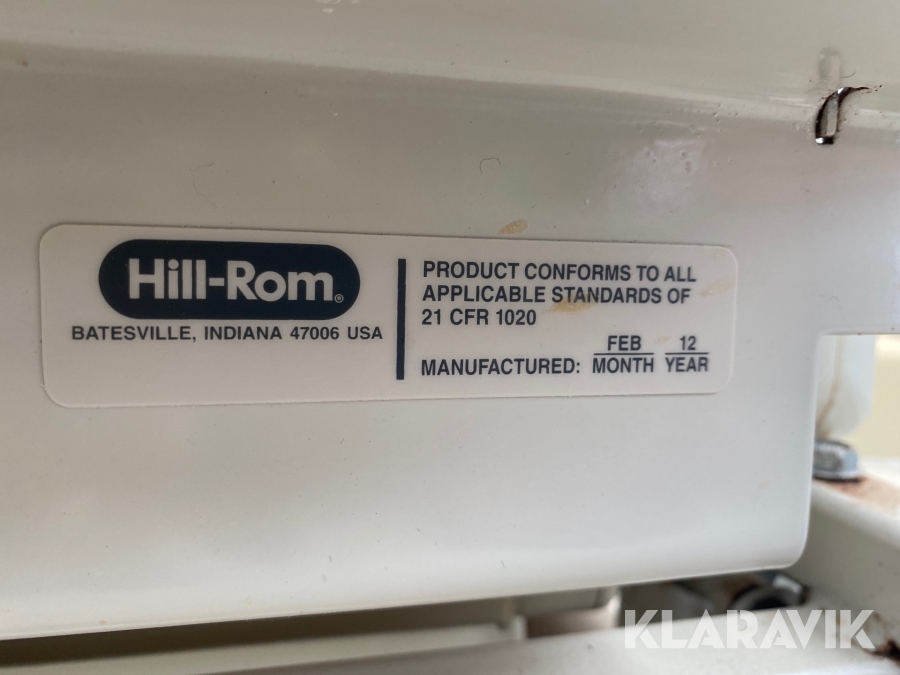 Hill-Rom®
BATESVILLE, INDIANA 47006 USA
PRODUCT CONFORMS TO ALL
APPLICABLE STANDARDS OF
21 CFR 1020
FEB 12
MANUFACTURED: MONTH YEAR
KLARAVIK